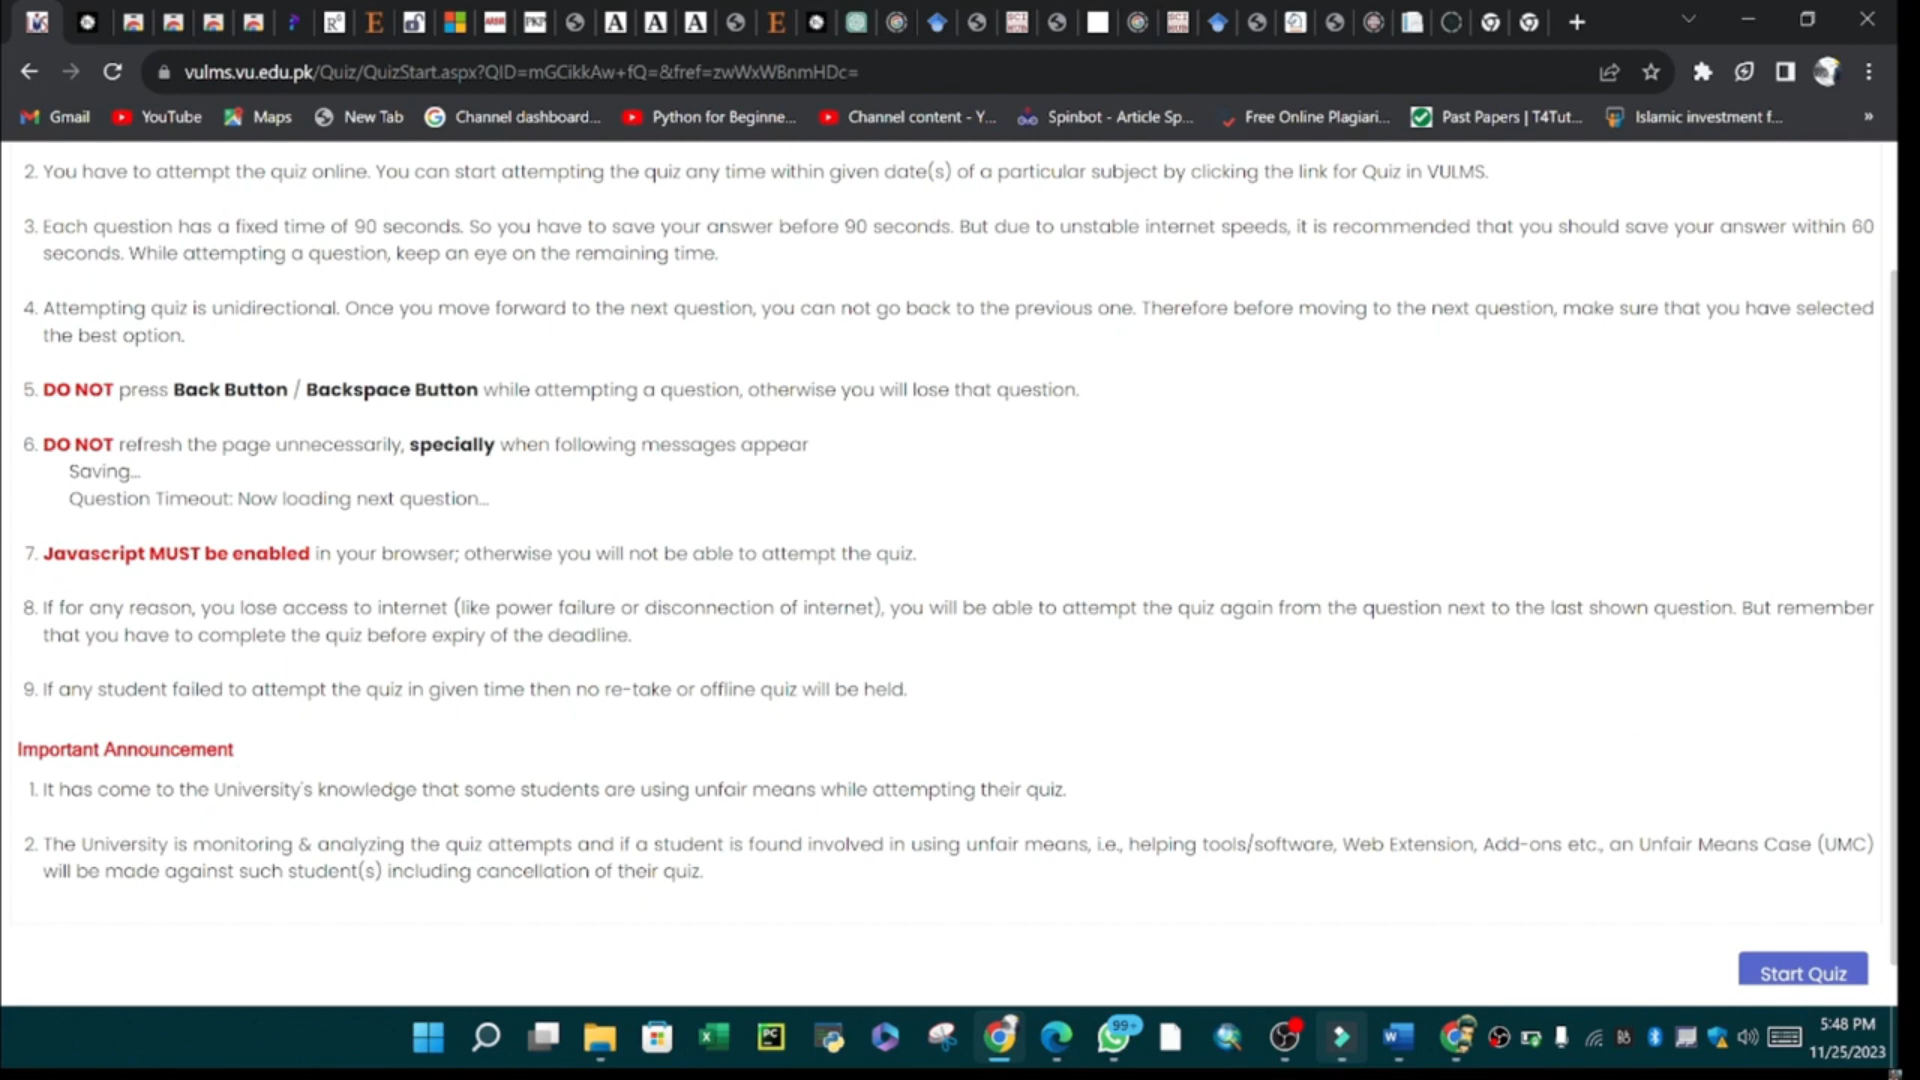 vulms.vu.edu.pk/Quiz/QuizStart.aspx?QID=mGCikkAw+fQ=&fref=zwWxWBnmHDc=
Gmail YouTube Maps New Tab Channel dashboard... Python for Beginne... Channel content - Y... Spinbot - Article Sp... Free Online Plagiari... Past Papers | T4Tut... Islamic investment f... »
2. You have to attempt the quiz online. You can start attempting the quiz any time within given date(s) of a particular subject by clicking the link for Quiz in VULMS.
3. Each question has a fixed time of 90 seconds. So you have to save your answer before 90 seconds. But due to unstable internet speeds, it is recommended that you should save your answer within 60
seconds. While attempting a question, keep an eye on the remaining time.
4. Attempting quiz is unidirectional. Once you move forward to the next question, you can not go back to the previous one. Therefore before moving to the next question, make sure that you have selected
the best option.
5. DO NOT press Back Button / Backspace Button while attempting a question, otherwise you will lose that question.
6. DO NOT refresh the page unnecessarily, specially when following messages appear
Saving...
Question Timeout: Now loading next question...
7. Javascript MUST be enabled in your browser; otherwise you will not be able to attempt the quiz.
8. If for any reason, you lose access to internet (like power failure or disconnection of internet), you will be able to attempt the quiz again from the question next to the last shown question. But remember
that you have to complete the quiz before expiry of the deadline.
9. If any student failed to attempt the quiz in given time then no re-take or offline quiz will be held.
Important Announcement
1. It has come to the University's knowledge that some students are using unfair means while attempting their quiz.
2. The University is monitoring & analyzing the quiz attempts and if a student is found involved in using unfair means, i.e., helping tools/software, Web Extension, Add-ons etc., an Unfair Means Case (UMC)
will be made against such student(s) including cancellation of their quiz.
Start Quiz
99+
5:48 PM
11/25/2023